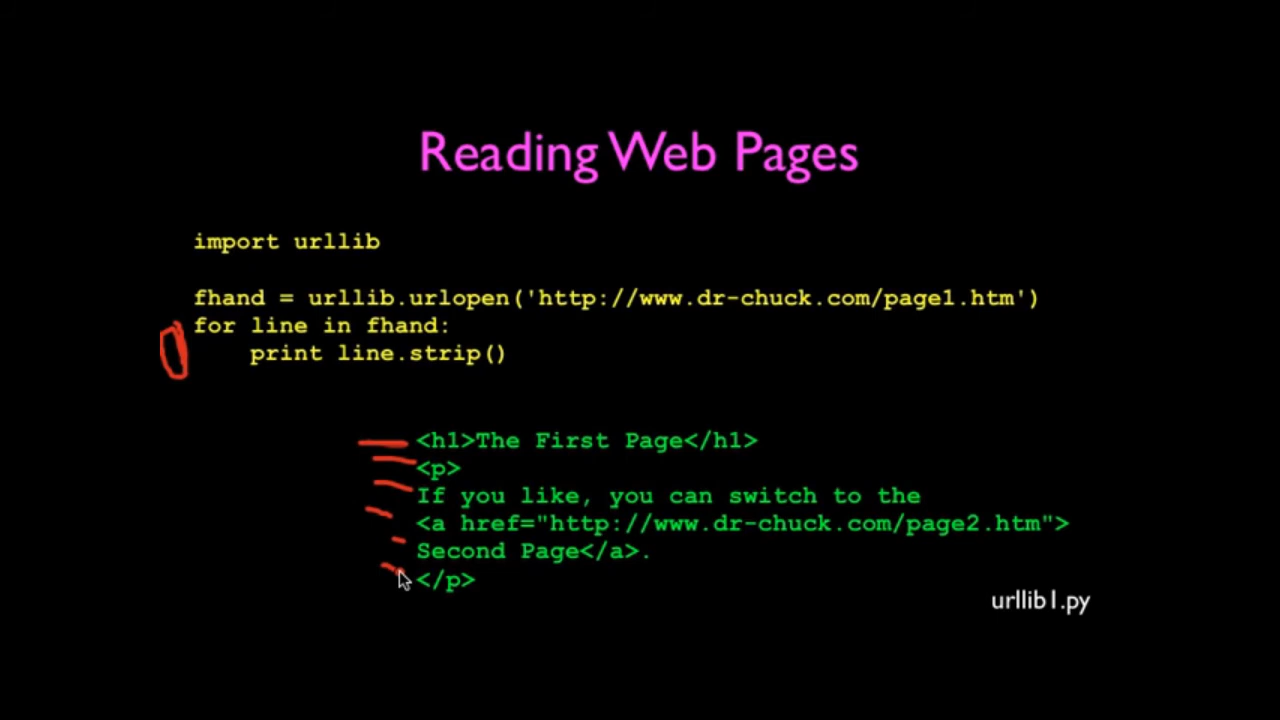 Reading Web Pages
import urllib
fhand = urllib.urlopen('http://www.dr-chuck.com/page1.htm')
for line in fhand:
    print line.strip()
<h1>The First Page</h1>
<p>
If you like, you can switch to the
<a href="http://www.dr-chuck.com/page2.htm">
Second Page</a>.
</p>
urllib1.py